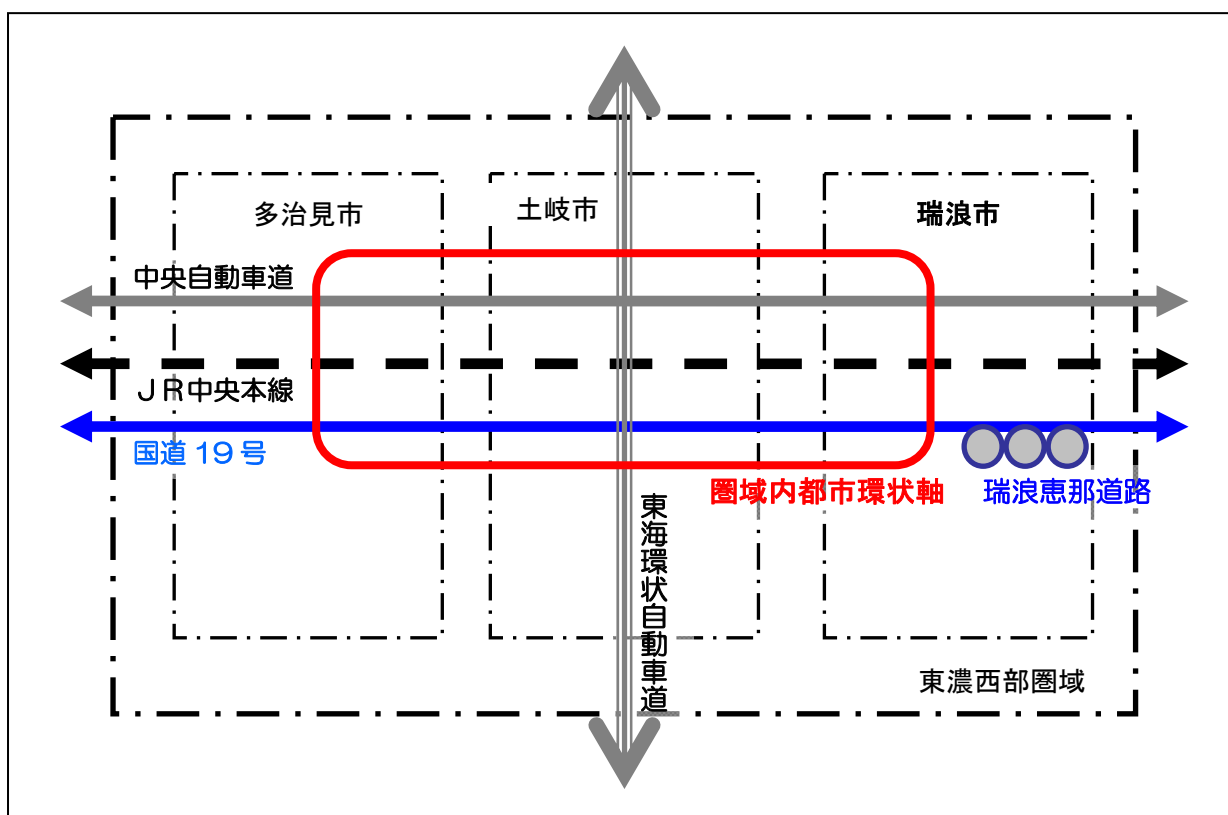 多治見市
土岐市
瑞浪市
中央自動車道
ＪＲ中央本線
国道19号
圏域内都市環状軸
瑞浪恵那道路
東海環状自動車道
東濃西部圏域